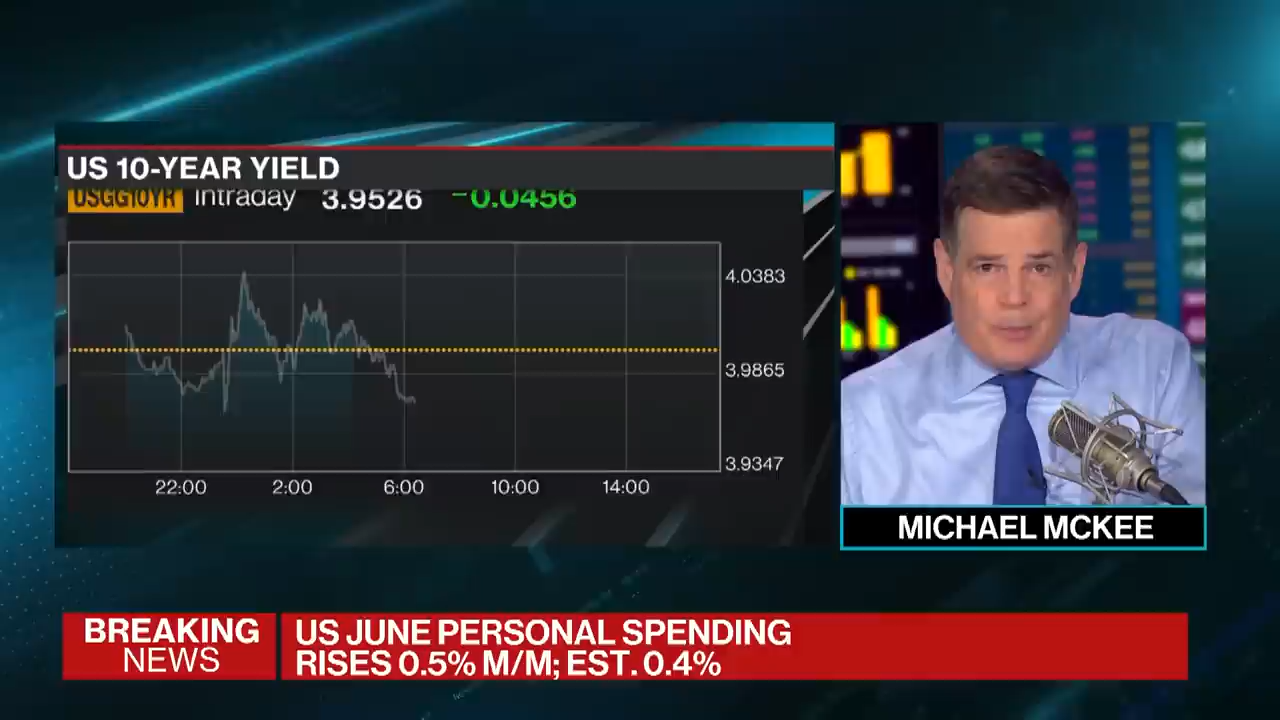 US 10-YEAR YIELD
USGG10YR Intraday 3.9526 -0.0456
4.0383
3.9865
3.9347
22:00 2:00 6:00 10:00 14:00
MICHAEL MCKEE
BREAKING
NEWS
US JUNE PERSONAL SPENDING
RISES 0.5% M/M; EST. 0.4%